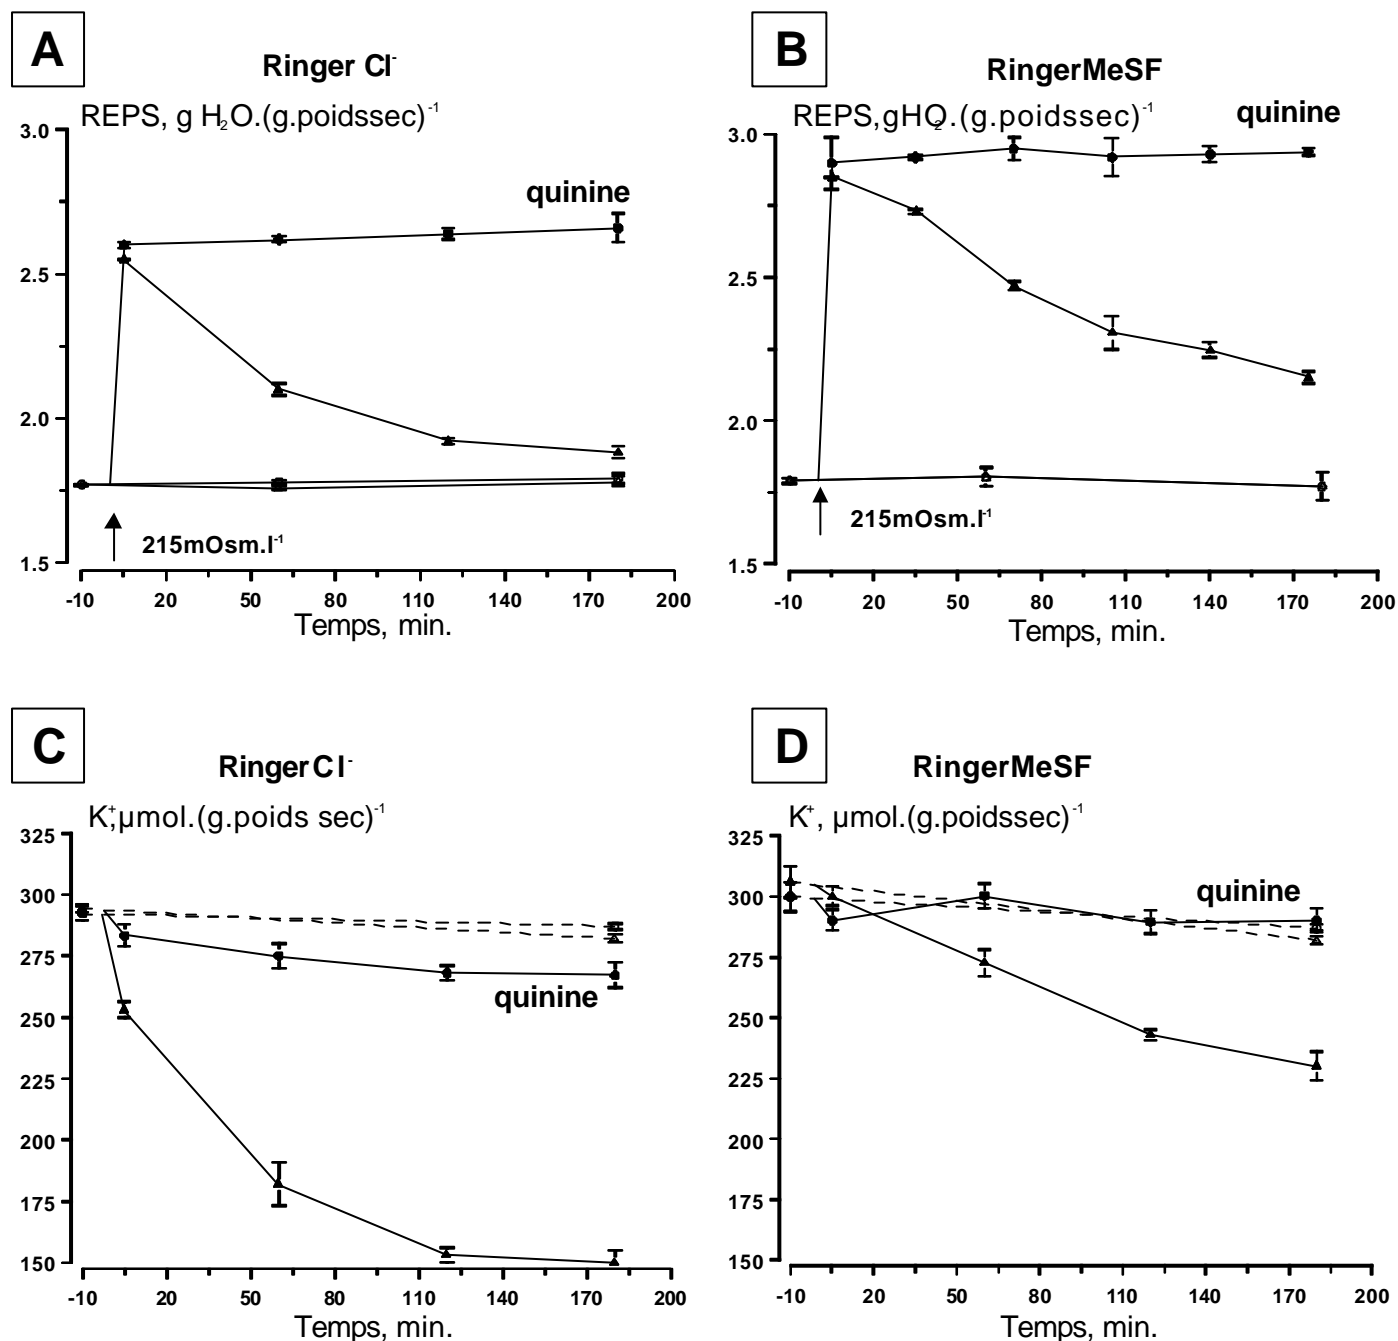 A
Ringer Cl-
REPS, g H2O.(g.poidssec)-1
3.0
2.5
2.0
1.5
quinine
215mOsm.l-1
-10 20 50 80 110 140 170 200
Temps, min.
B
RingerMeSF
REPS,gHO2.(g.poidssec)-1
quinine
3.0
2.5
2.0
1.5
215mOsm.l-1
-10 20 50 80 110 140 170 200
Temps, min.
C
RingerCl-
K+,µmol.(g.poids sec)-1
325
300
275
250
225
200
175
150
quinine
-10 20 50 80 110 140 170 200
Temps, min.
D
RingerMeSF
K+, µmol.(g.poidssec)-1
325
300
275
250
225
200
175
150
quinine
-10 20 50 80 110 140 170 200
Temps, min.